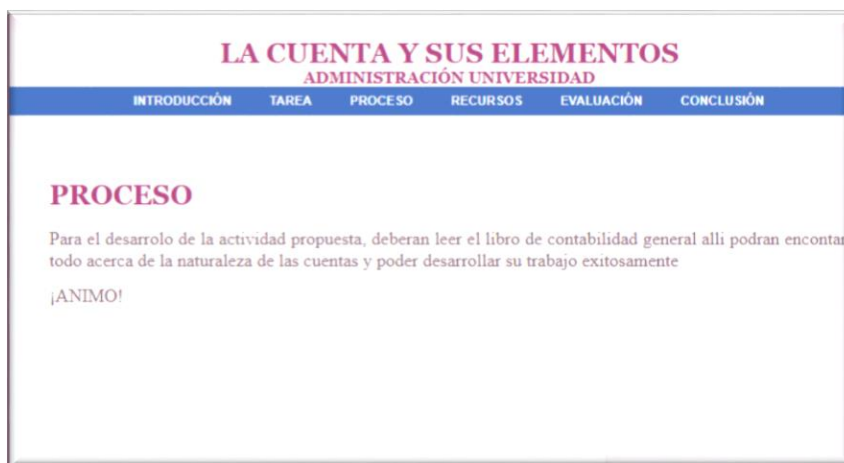 LA CUENTA Y SUS ELEMENTOS
ADMINISTRACIÓN UNIVERSIDAD
INTRODUCCIÓN TAREA PROCESO RECURSOS EVALUACIÓN CONCLUSIÓN
PROCESO
Para el desarrolo de la actividad propuesta, deberan leer el libro de contabilidad general alli podran encontar
todo acerca de la naturaleza de las cuentas y poder desarrollar su trabajo exitosamente
¡ANIMO!